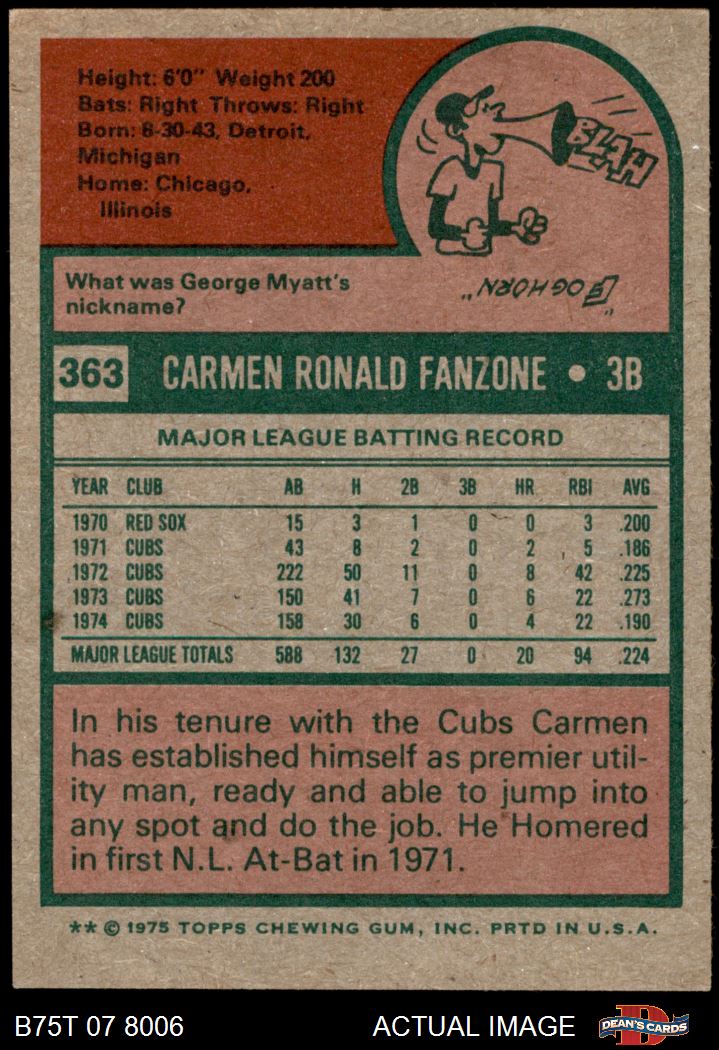 Height: 6'0" Weight 200
Bats: Right Throws: Right
Born: 8-30-43, Detroit,
Michigan
Home: Chicago,
Illinois
BLAH
What was George Myatt's
nickname?
"FOGHORN"
363 CARMEN RONALD FANZONE • 3B
MAJOR LEAGUE BATTING RECORD
YEAR CLUB AB H 2B 3B HR RBI AVG
1970 RED SOX 15 3 1 0 0 3 .200
1971 CUBS 43 8 2 0 2 5 .186
1972 CUBS 222 50 11 0 8 42 .225
1973 CUBS 150 41 7 0 6 22 .273
1974 CUBS 158 30 6 0 4 22 .190
MAJOR LEAGUE TOTALS 588 132 27 0 20 94 .224
In his tenure with the Cubs Carmen
has established himself as premier util-
ity man, ready and able to jump into
any spot and do the job. He Homered
in first N.L. At-Bat in 1971.
** © 1975 TOPPS CHEWING GUM, INC. PRTD IN U.S.A.
B75T 07 8006 ACTUAL IMAGE D DEAN'S CARDS